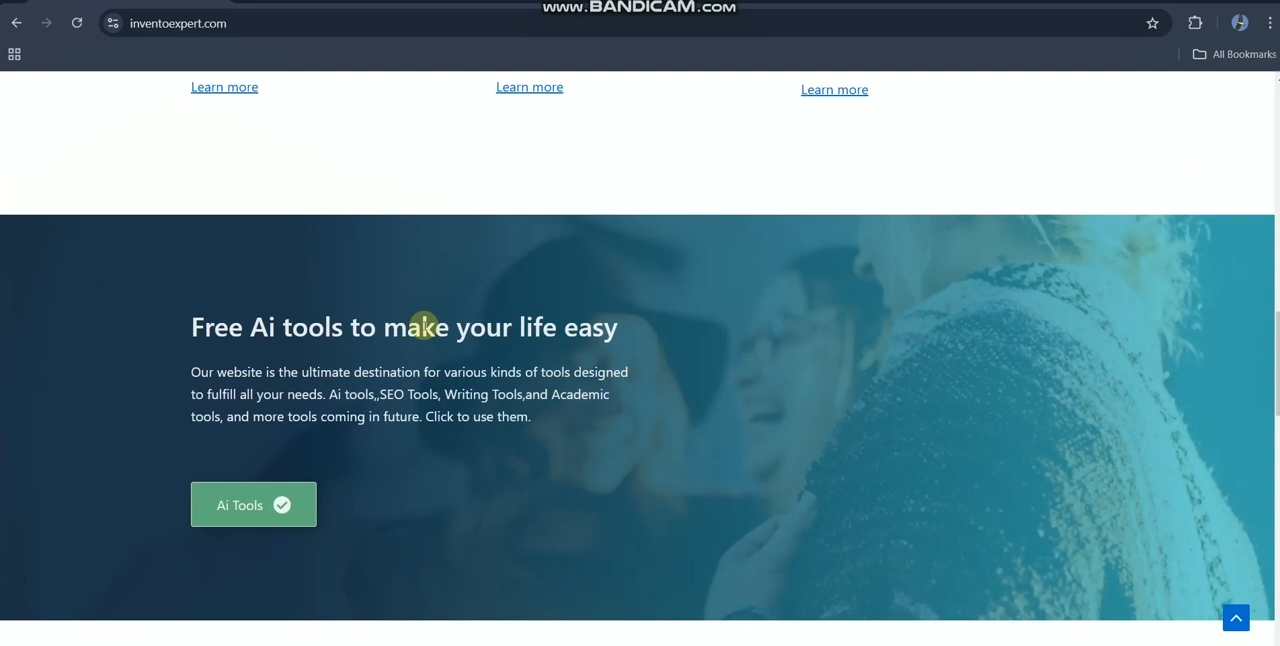 www.BANDICAM.com
inventoexpert.com
All Bookmarks
Learn more Learn more Learn more
Free Ai tools to make your life easy
Our website is the ultimate destination for various kinds of tools designed
to fulfill all your needs. Ai tools,,SEO Tools, Writing Tools,and Academic
tools, and more tools coming in future. Click to use them.
Ai Tools